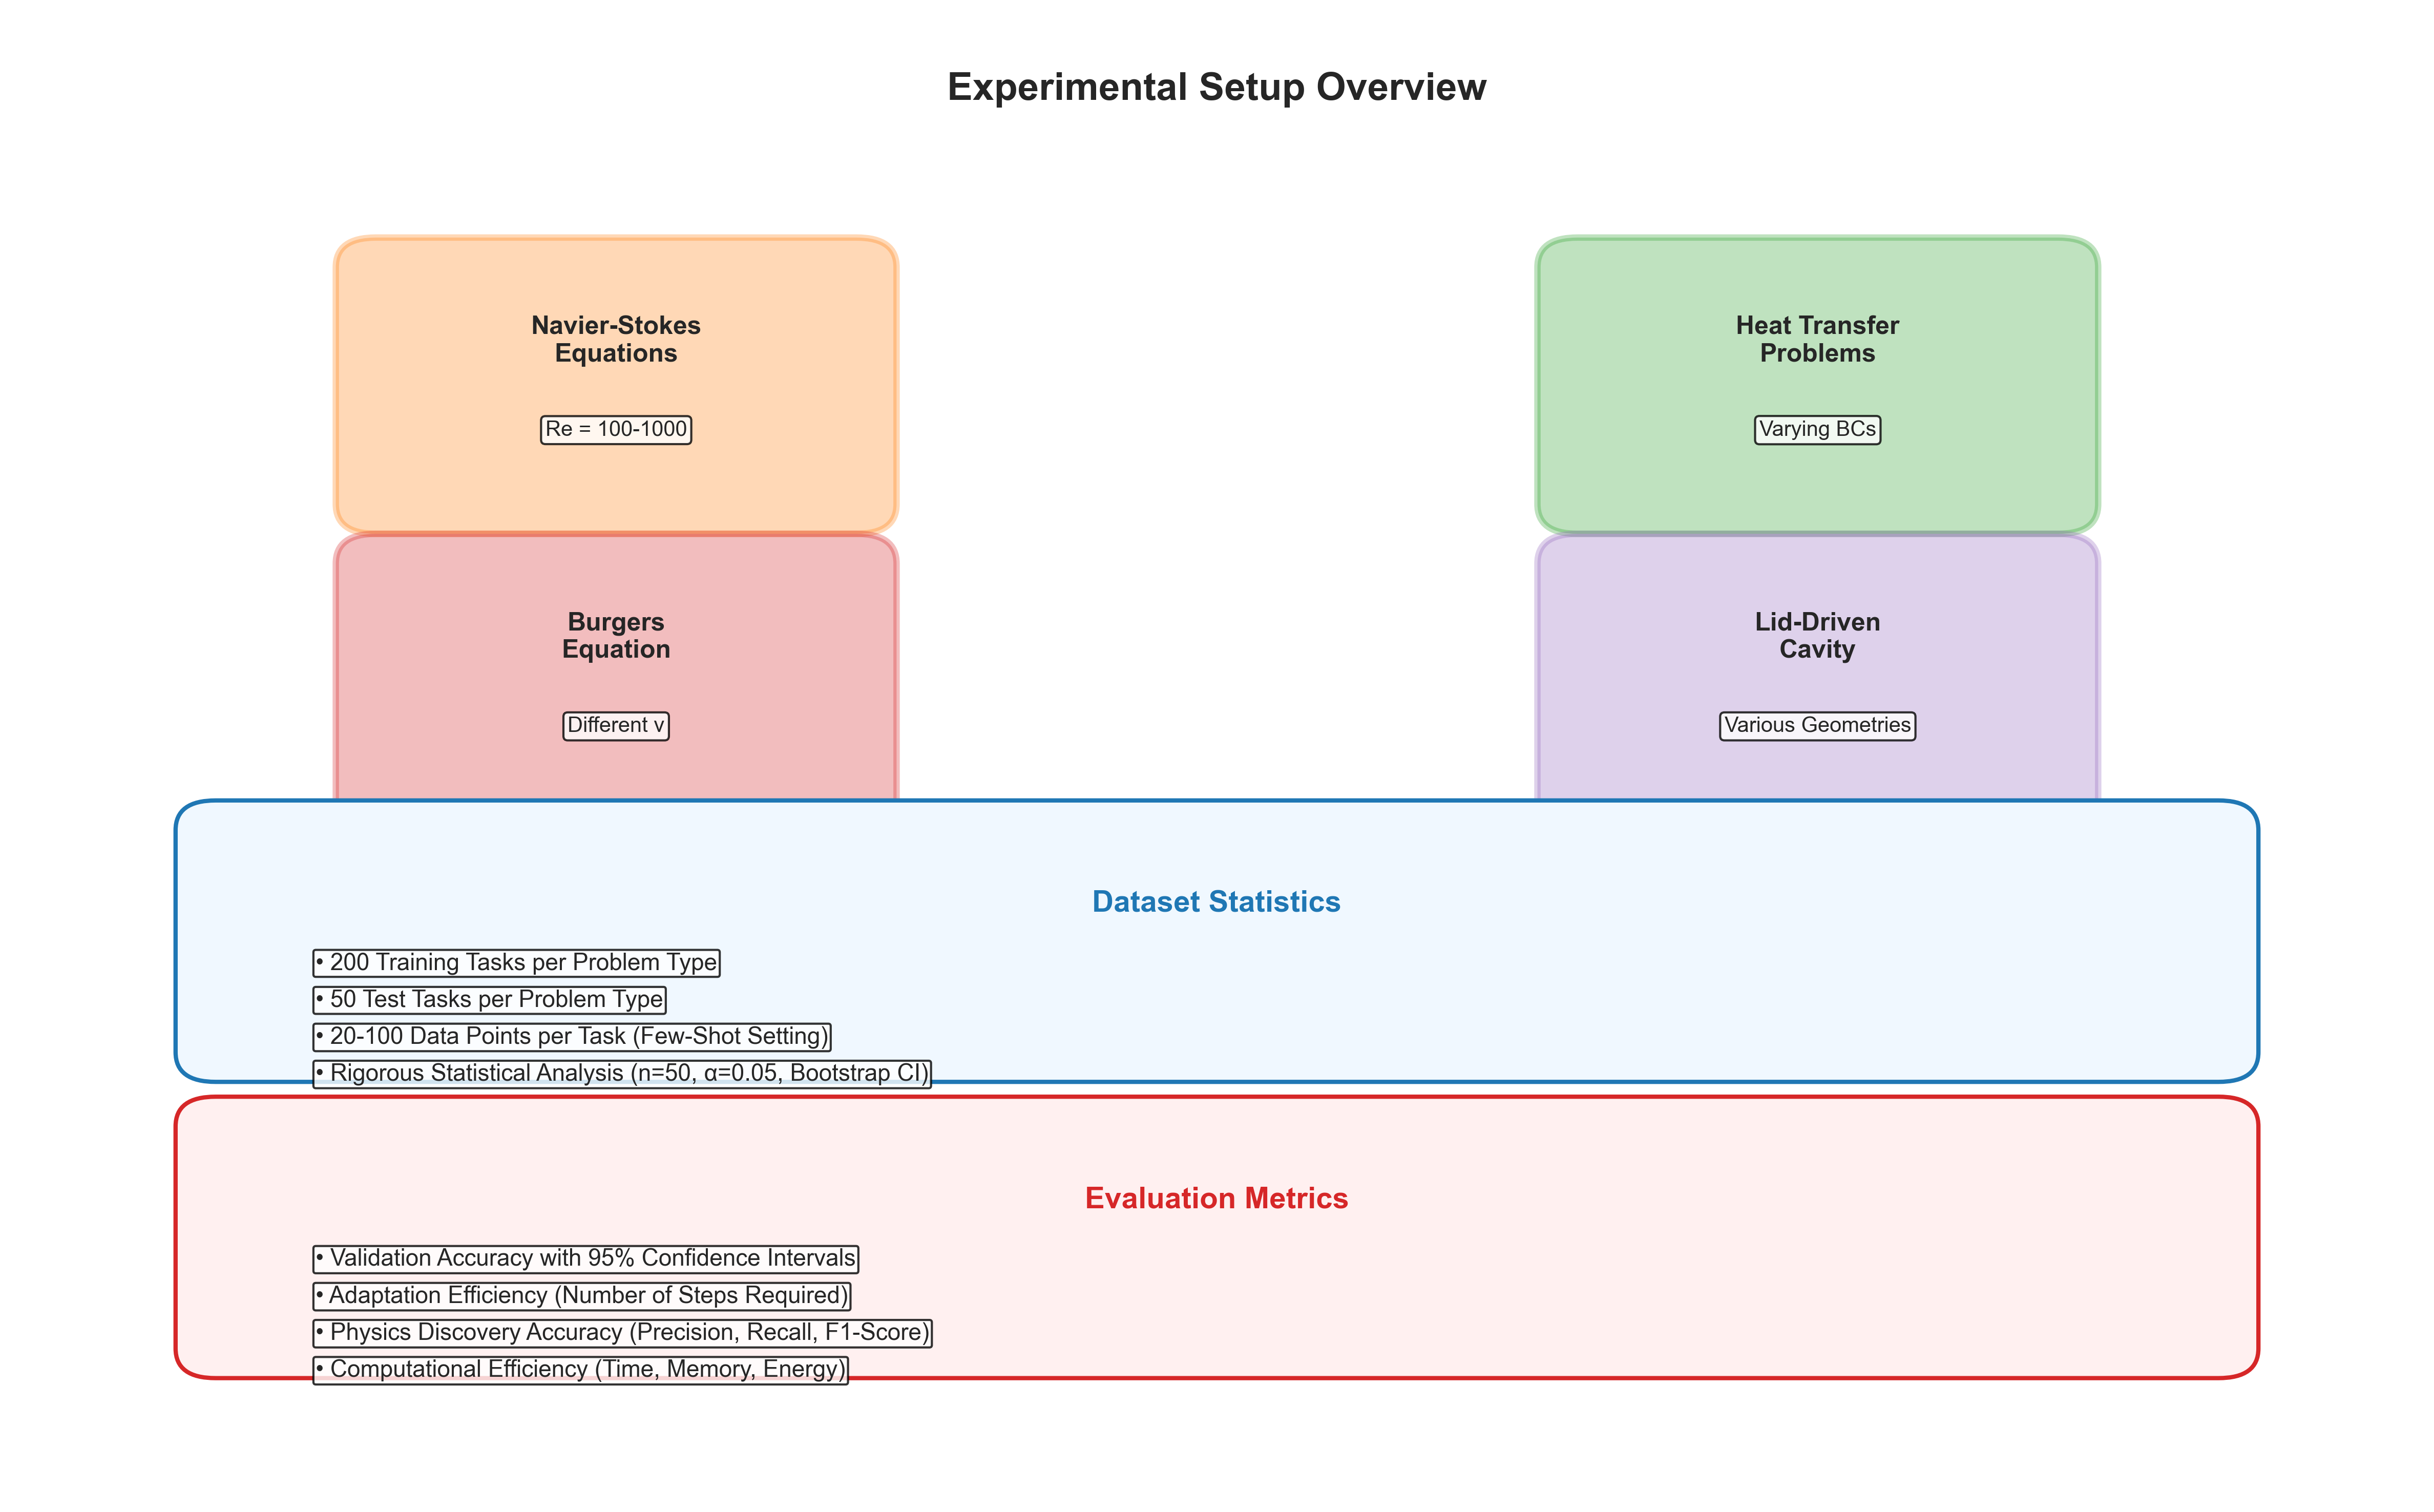 Experimental Setup Overview
Navier-Stokes
Equations
Re = 100-1000
Heat Transfer
Problems
Varying BCs
Burgers
Equation
Different ν
Lid-Driven
Cavity
Various Geometries
Dataset Statistics
• 200 Training Tasks per Problem Type
• 50 Test Tasks per Problem Type
• 20-100 Data Points per Task (Few-Shot Setting)
• Rigorous Statistical Analysis (n=50, α=0.05, Bootstrap CI)
Evaluation Metrics
• Validation Accuracy with 95% Confidence Intervals
• Adaptation Efficiency (Number of Steps Required)
• Physics Discovery Accuracy (Precision, Recall, F1-Score)
• Computational Efficiency (Time, Memory, Energy)